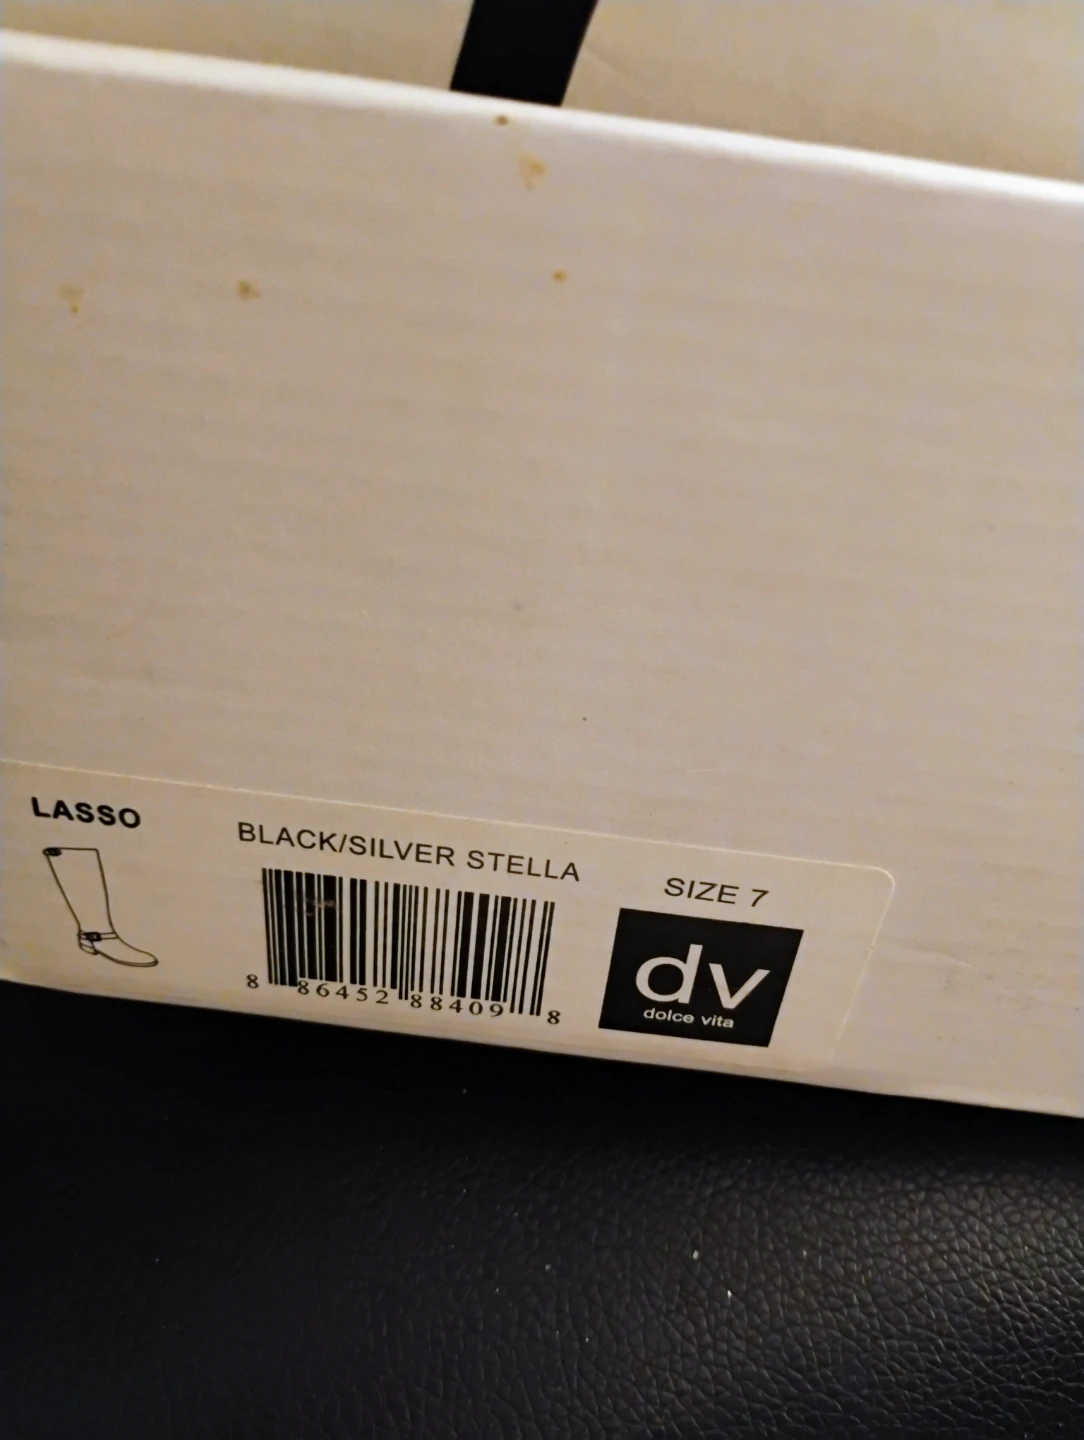 LASSO
BLACK/SILVER STELLA
SIZE 7
8 86452 88409 8
dv
dolce vita